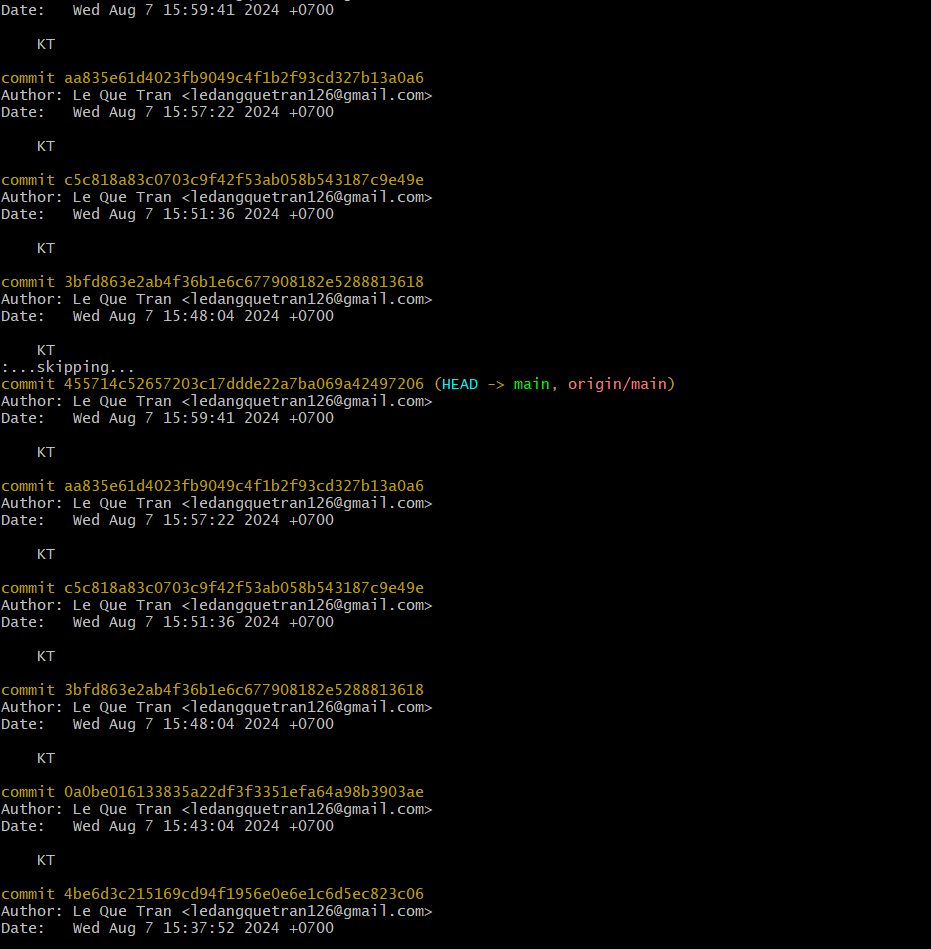 Date:   Wed Aug 7 15:59:41 2024 +0700
KT
commit aa835e61d4023fb9049c4f1b2f93cd327b13a0a6
Author: Le Que Tran <ledangquetran126@gmail.com>
Date:   Wed Aug 7 15:57:22 2024 +0700
KT
commit c5c818a83c0703c9f42f53ab058b543187c9e49e
Author: Le Que Tran <ledangquetran126@gmail.com>
Date:   Wed Aug 7 15:51:36 2024 +0700
KT
commit 3bfd863e2ab4f36b1e6c677908182e5288813618
Author: Le Que Tran <ledangquetran126@gmail.com>
Date:   Wed Aug 7 15:48:04 2024 +0700
KT
:...skipping...
commit 455714c52657203c17ddde22a7ba069a42497206 (HEAD -> main, origin/main)
Author: Le Que Tran <ledangquetran126@gmail.com>
Date:   Wed Aug 7 15:59:41 2024 +0700
KT
commit aa835e61d4023fb9049c4f1b2f93cd327b13a0a6
Author: Le Que Tran <ledangquetran126@gmail.com>
Date:   Wed Aug 7 15:57:22 2024 +0700
KT
commit c5c818a83c0703c9f42f53ab058b543187c9e49e
Author: Le Que Tran <ledangquetran126@gmail.com>
Date:   Wed Aug 7 15:51:36 2024 +0700
KT
commit 3bfd863e2ab4f36b1e6c677908182e5288813618
Author: Le Que Tran <ledangquetran126@gmail.com>
Date:   Wed Aug 7 15:48:04 2024 +0700
KT
commit 0a0be016133835a22df3f3351efa64a98b3903ae
Author: Le Que Tran <ledangquetran126@gmail.com>
Date:   Wed Aug 7 15:43:04 2024 +0700
KT
commit 4be6d3c215169cd94f1956e0e6e1c6d5ec823c06
Author: Le Que Tran <ledangquetran126@gmail.com>
Date:   Wed Aug 7 15:37:52 2024 +0700